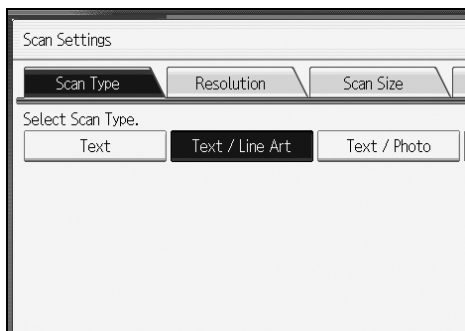 Scan Settings
Scan Type Resolution Scan Size
Select Scan Type.
Text Text / Line Art Text / Photo